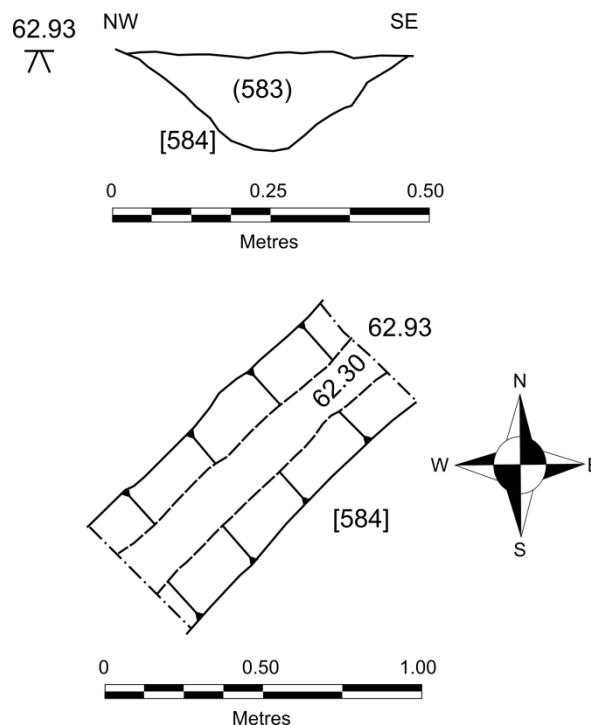 62.93
NW
SE
(583)
[584]
0
0.25
0.50
Metres
62.93
62.30
[584]
N
W
E
S
0
0.50
1.00
Metres